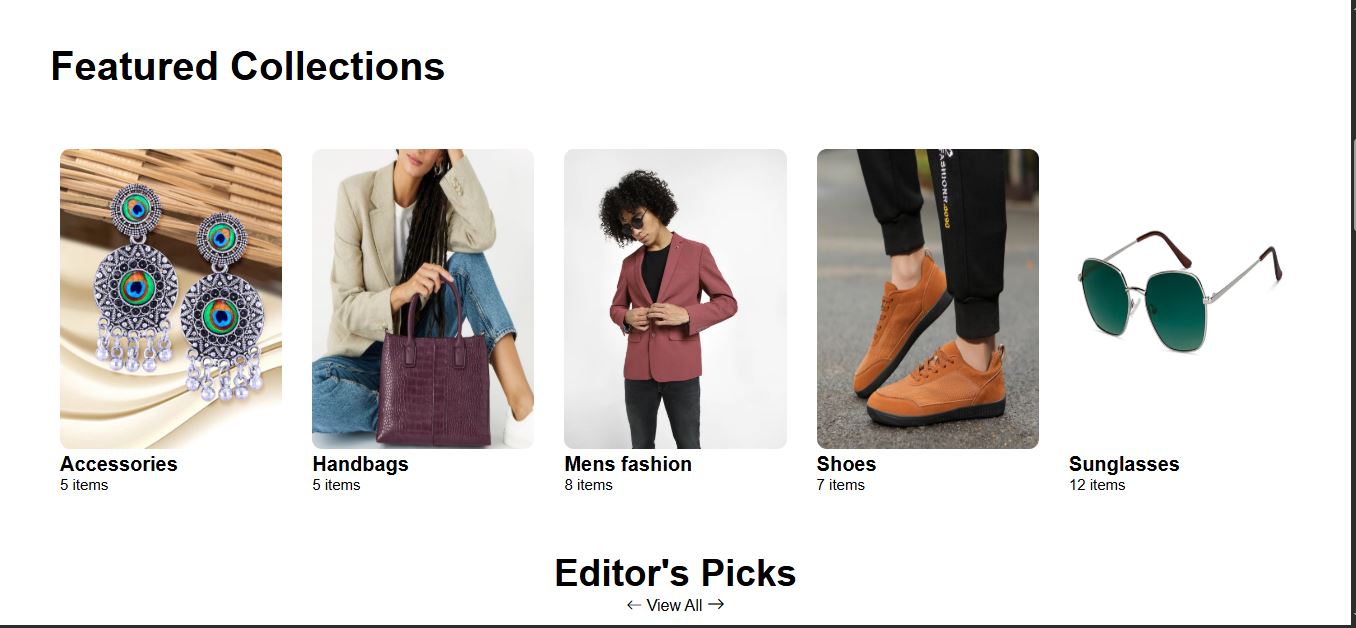 Featured Collections
FASHION
Accessories
5 items
Handbags
5 items
Mens fashion
8 items
Shoes
7 items
Sunglasses
12 items
Editor's Picks
← View All →